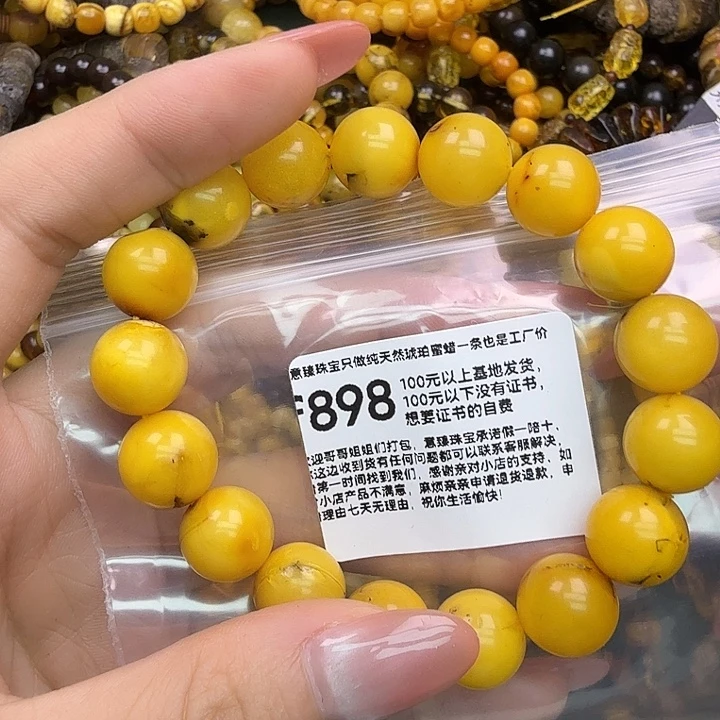 意臻珠宝只做纯天然琥珀蜜蜡一条也是工厂价
898
100元以上基地发货,
100元以下没有证书,
想要证书的自费
迎哥哥姐姐们打包,意臻珠宝承诺假一赔十,
这边收到货有任何问题都可以联系客服解决,
第一时间找到我们,感谢亲对小店的支持,如
小店产品不满意,麻烦亲亲申请退货退款,申
理由七天无理由,祝你生活愉快!